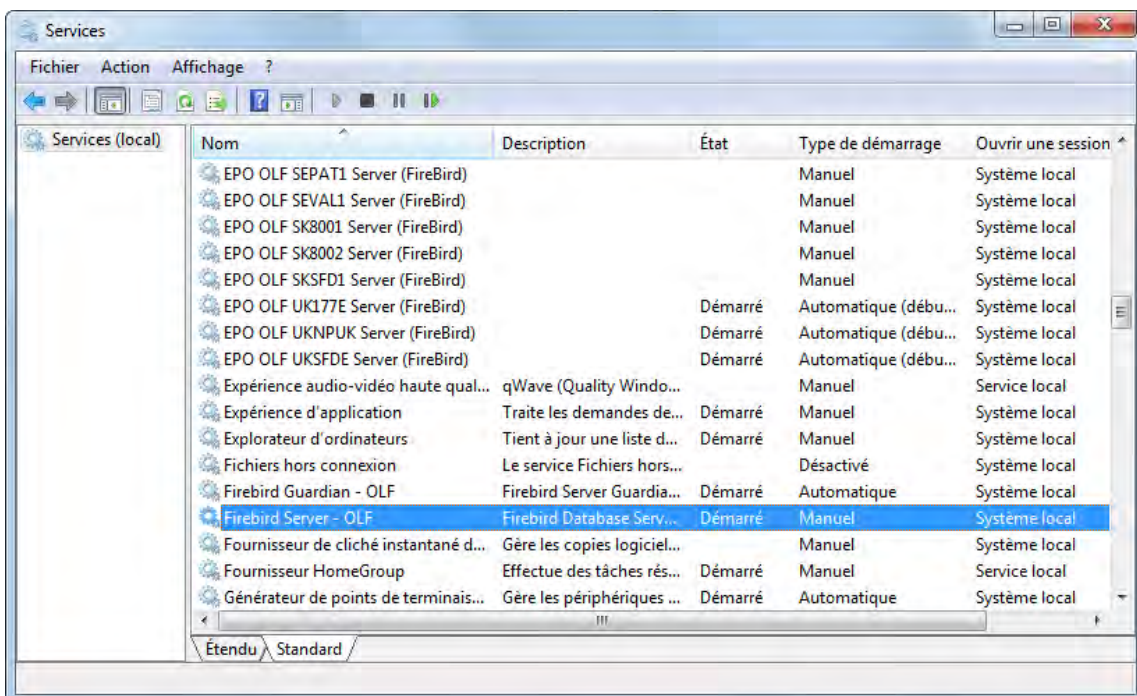 Services
Fichier Action Affichage ?
Services (local)
Nom Description État Type de démarrage Ouvrir une session
EPO OLF SEPAT1 Server (FireBird) Manuel Système local
EPO OLF SEVAL1 Server (FireBird) Manuel Système local
EPO OLF SK8001 Server (FireBird) Manuel Système local
EPO OLF SK8002 Server (FireBird) Manuel Système local
EPO OLF SKSFD1 Server (FireBird) Manuel Système local
EPO OLF UK177E Server (FireBird) Démarré Automatique (débu... Système local
EPO OLF UKNPUK Server (FireBird) Démarré Automatique (débu... Système local
EPO OLF UKSFDE Server (FireBird) Démarré Automatique (débu... Système local
Expérience audio-vidéo haute qual... qWave (Quality Windo... Manuel Service local
Expérience d'application Traite les demandes de... Démarré Manuel Système local
Explorateur d'ordinateurs Tient à jour une liste d... Démarré Manuel Système local
Fichiers hors connexion Le service Fichiers hors... Désactivé Système local
Firebird Guardian - OLF Firebird Server Guardia... Démarré Automatique Système local
Firebird Server - OLF Firebird Database Serv... Démarré Manuel Système local
Fournisseur de cliché instantané d... Gère les copies logiciel... Manuel Système local
Fournisseur HomeGroup Effectue des tâches rés... Démarré Manuel Service local
Générateur de points de terminais... Gère les périphériques ... Démarré Automatique Système local
Étendu Standard